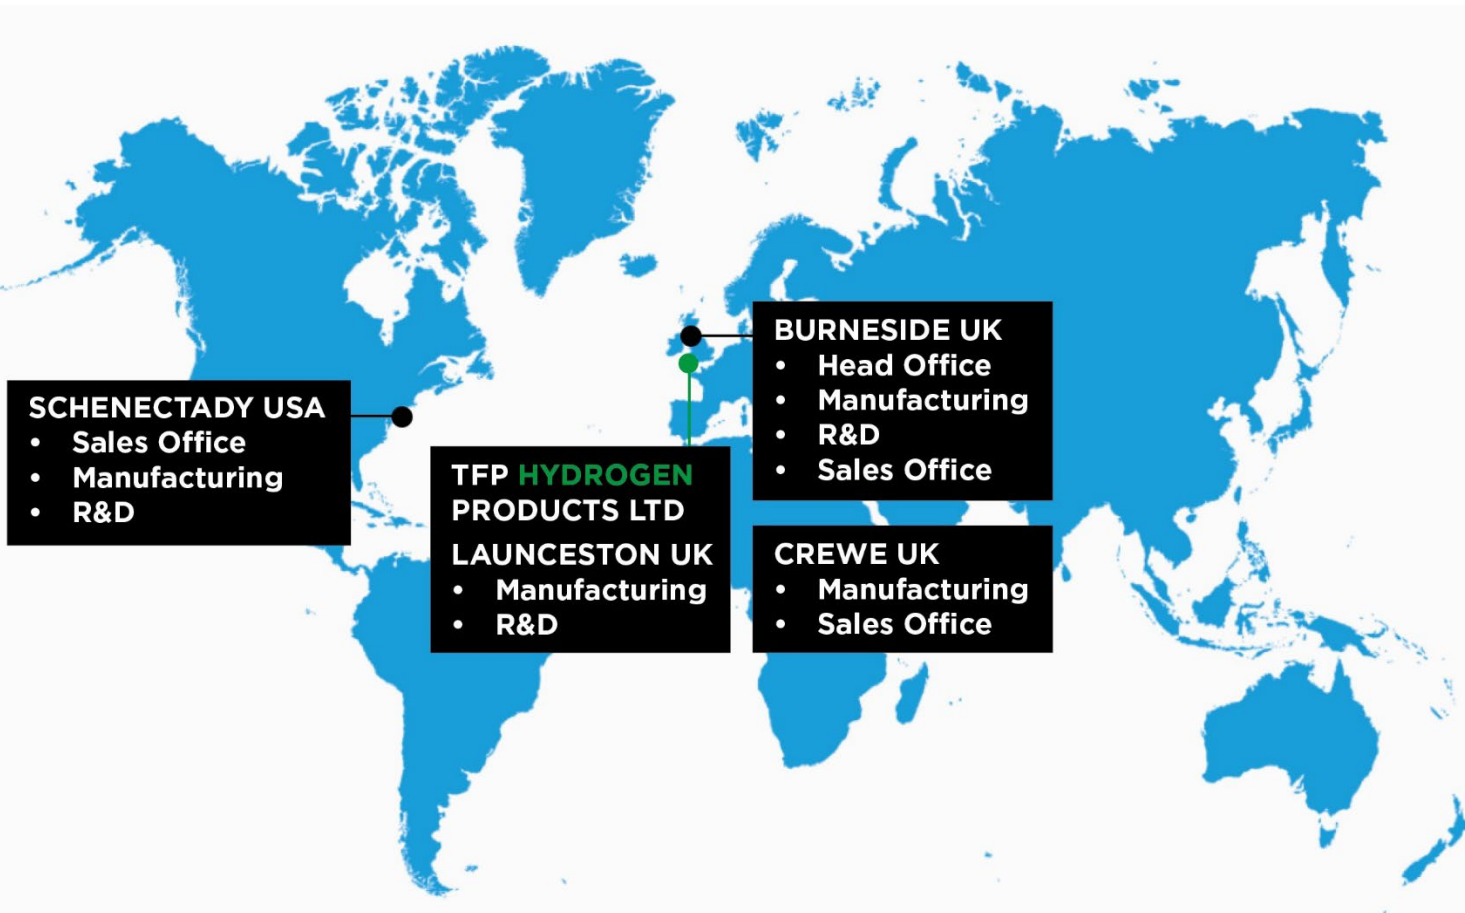 SCHENECTADY USA
• Sales Office
• Manufacturing
• R&D
TFP HYDROGEN
PRODUCTS LTD
LAUNCESTON UK
• Manufacturing
• R&D
BURNESIDE UK
• Head Office
• Manufacturing
• R&D
• Sales Office
CREWE UK
• Manufacturing
• Sales Office